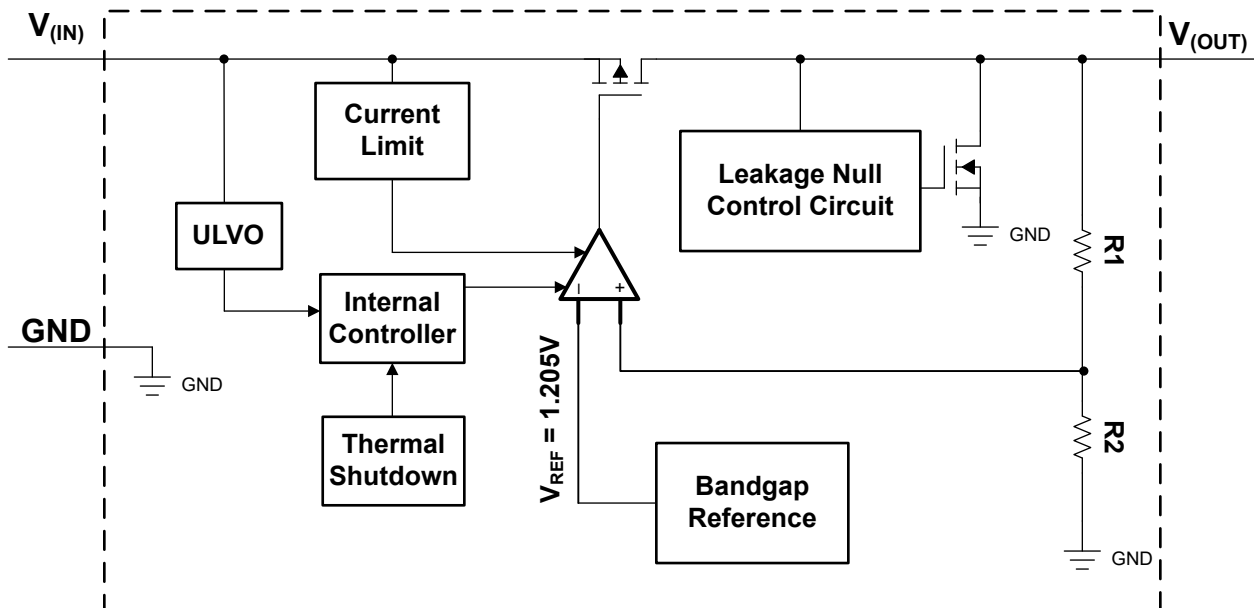 V(IN)
V(OUT)
Current
Limit
Leakage Null
Control Circuit
ULVO
GND
R1
Internal
Controller
− +
GND
GND
VREF = 1.205V
Thermal
Shutdown
R2
Bandgap
Reference
GND